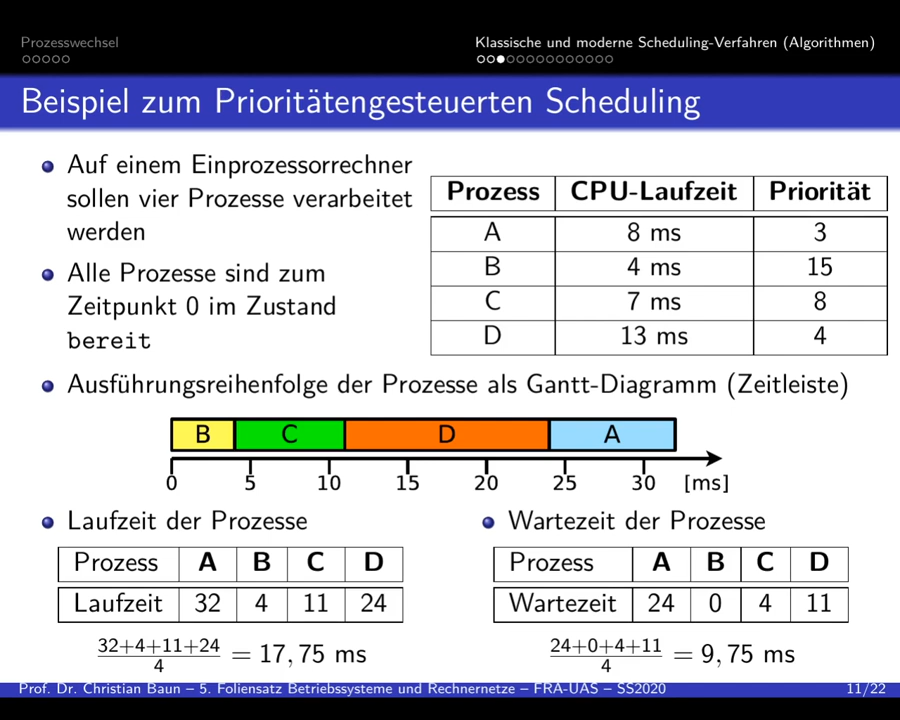 Prozesswechsel
Klassische und moderne Scheduling-Verfahren (Algorithmen)
Beispiel zum Prioritätengesteuerten Scheduling
Auf einem Einprozessorrechner
sollen vier Prozesse verarbeitet
werden
Alle Prozesse sind zum
Zeitpunkt 0 im Zustand
bereit
Prozess CPU-Laufzeit Priorität
A 8 ms 3
B 4 ms 15
C 7 ms 8
D 13 ms 4
Ausführungsreihenfolge der Prozesse als Gantt-Diagramm (Zeitleiste)
B C D A
0 5 10 15 20 25 30 [ms]
Laufzeit der Prozesse
Prozess A B C D
Laufzeit 32 4 11 24
32+4+11+24
4
= 17, 75 ms
Wartezeit der Prozesse
Prozess A B C D
Wartezeit 24 0 4 11
24+0+4+11
4
= 9, 75 ms
Prof. Dr. Christian Baun – 5. Foliensatz Betriebssysteme und Rechnernetze – FRA-UAS – SS2020
11/22